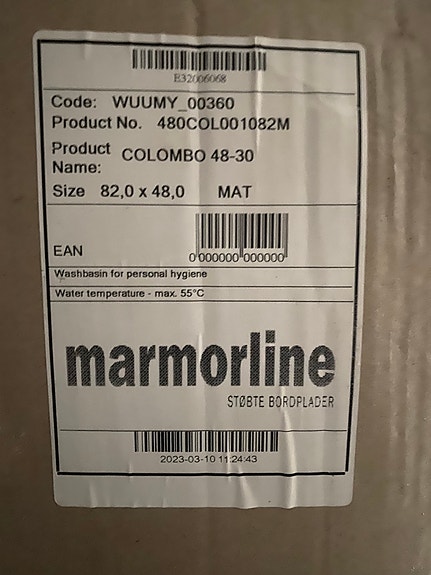 E32006068
Code: WUUMY_00360
Product No. 480COL001082M
Product Name: COLOMBO 48-30
Size 82,0 x 48,0 MAT
EAN
0 000000 000000
Washbasin for personal hygiene
Water temperature - max. 55°C
marmorline
STØBTE BORDPLADER
2023-03-10 11:24:43